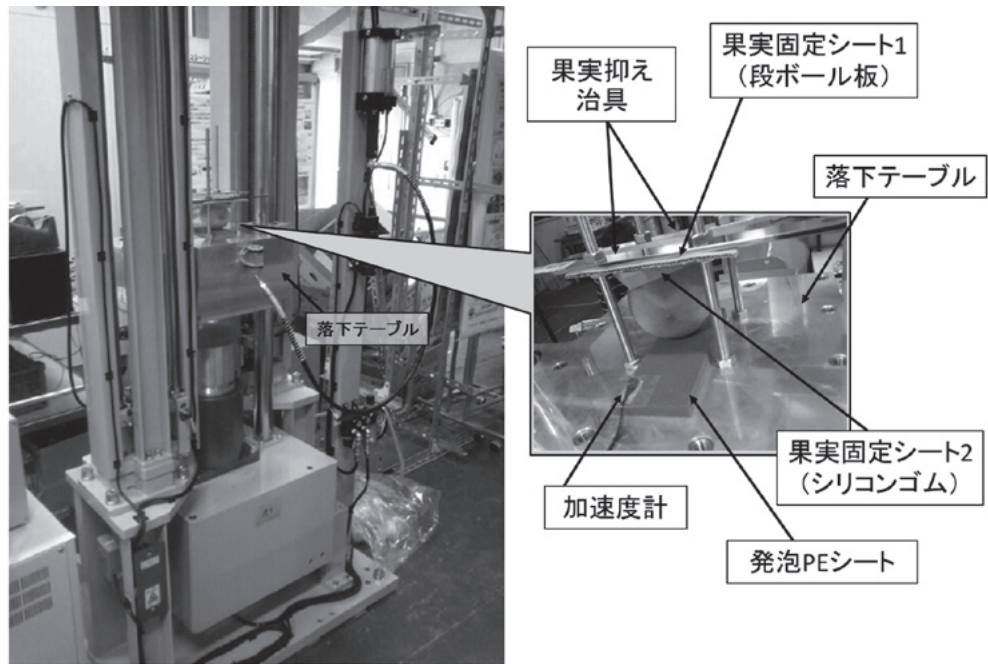 果実固定シート1
（段ボール板）
果実抑え
治具
落下テーブル
落下テーブル
果実固定シート2
（シリコンゴム）
加速度計
発泡PEシート